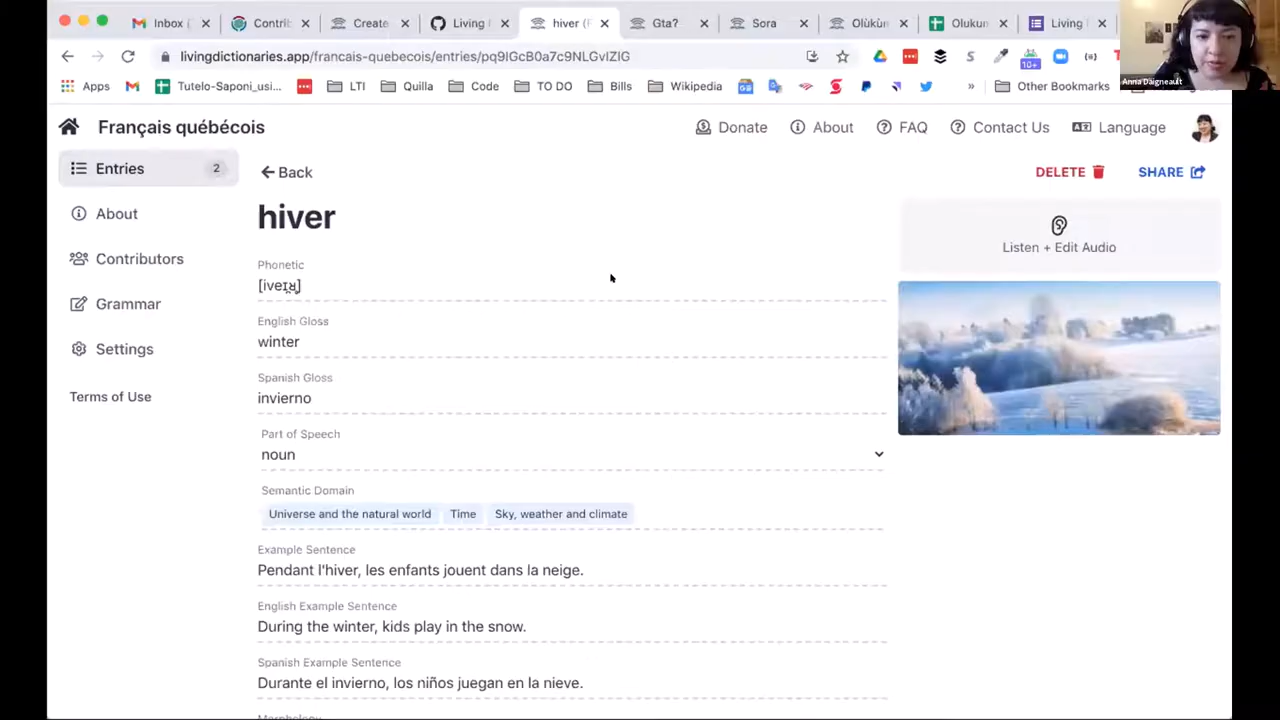 Inbox (
Contrib
Create
Living
hiver (F
Gta?
Sora
Olùkùn
Olukun
Living
livingdictionaries.app/francais-quebecois/entries/pq9IGcB0a7c9NLGvIZIG
10+
Anna Daigneault
Apps
Tutelo-Saponi_usi...
LTI
Quilla
Code
TO DO
Bills
Wikipedia
»
Other Bookmarks
Français québécois
Donate
About
FAQ
Contact Us
Language
Entries 2
About
Contributors
Grammar
Settings
Terms of Use
Back
DELETE
SHARE
hiver
Listen + Edit Audio
Phonetic
English Gloss
winter
Spanish Gloss
invierno
Part of Speech
noun
Semantic Domain
Universe and the natural world Time Sky, weather and climate
Example Sentence
Pendant l'hiver, les enfants jouent dans la neige.
English Example Sentence
During the winter, kids play in the snow.
Spanish Example Sentence
Durante el invierno, los niños juegan en la nieve.
Morphology